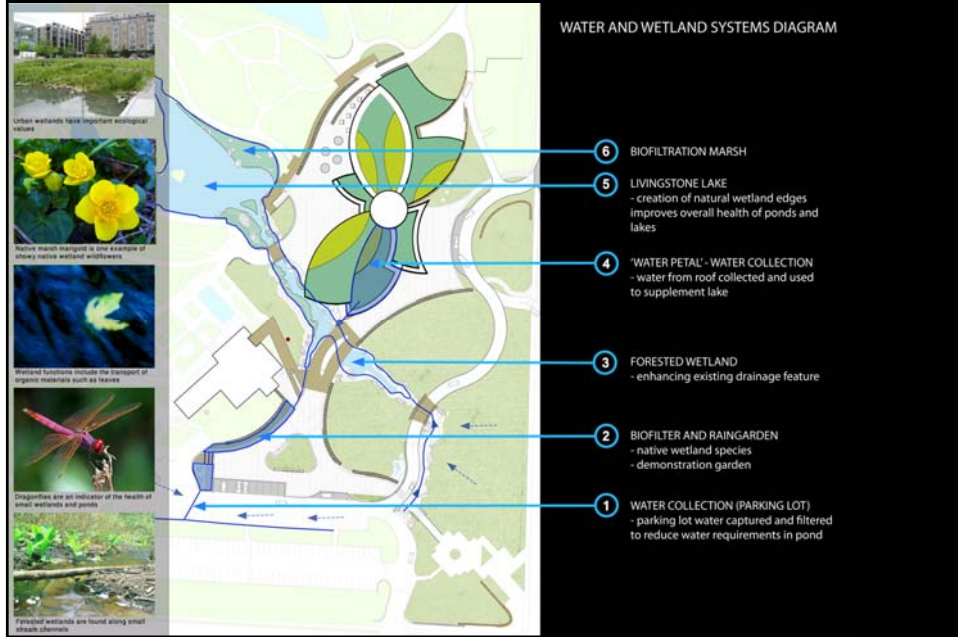 WATER AND WETLAND SYSTEMS DIAGRAM
Urban wetlands have important ecological
values
Native marsh marigold is one example of
showy native wetland wildflowers
Wetland functions include the transport of
organic materials such as leaves
Dragonflies are an indicator of the health of
small wetlands and ponds
Forested wetlands are found along small
stream channels
6 BIOFILTRATION MARSH
5 LIVINGSTONE LAKE
- creation of natural wetland edges
improves overall health of ponds and
lakes
4 'WATER PETAL' - WATER COLLECTION
- water from roof collected and used
to supplement lake
3 FORESTED WETLAND
- enhancing existing drainage feature
2 BIOFILTER AND RAINGARDEN
- native wetland species
- demonstration garden
1 WATER COLLECTION (PARKING LOT)
- parking lot water captured and filtered
to reduce water requirements in pond